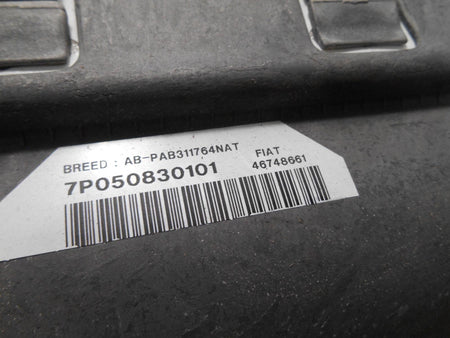 BREED : AB-PAB311764NAT FIAT
7P050830101 46748661